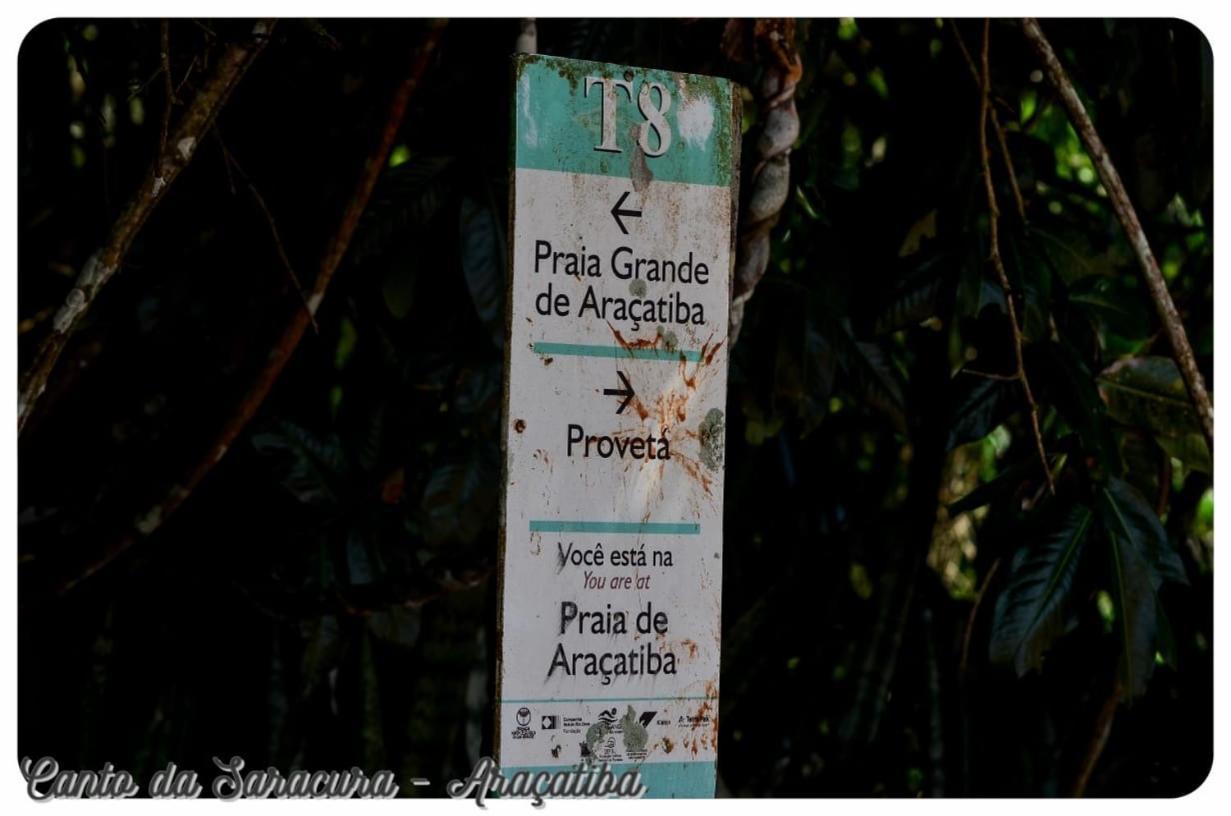 T8
←
Praia Grande
de Araçatiba
→
Provetá
Você está na
You are at
Praia de
Araçatiba
Canto da Saracura - Araçatiba